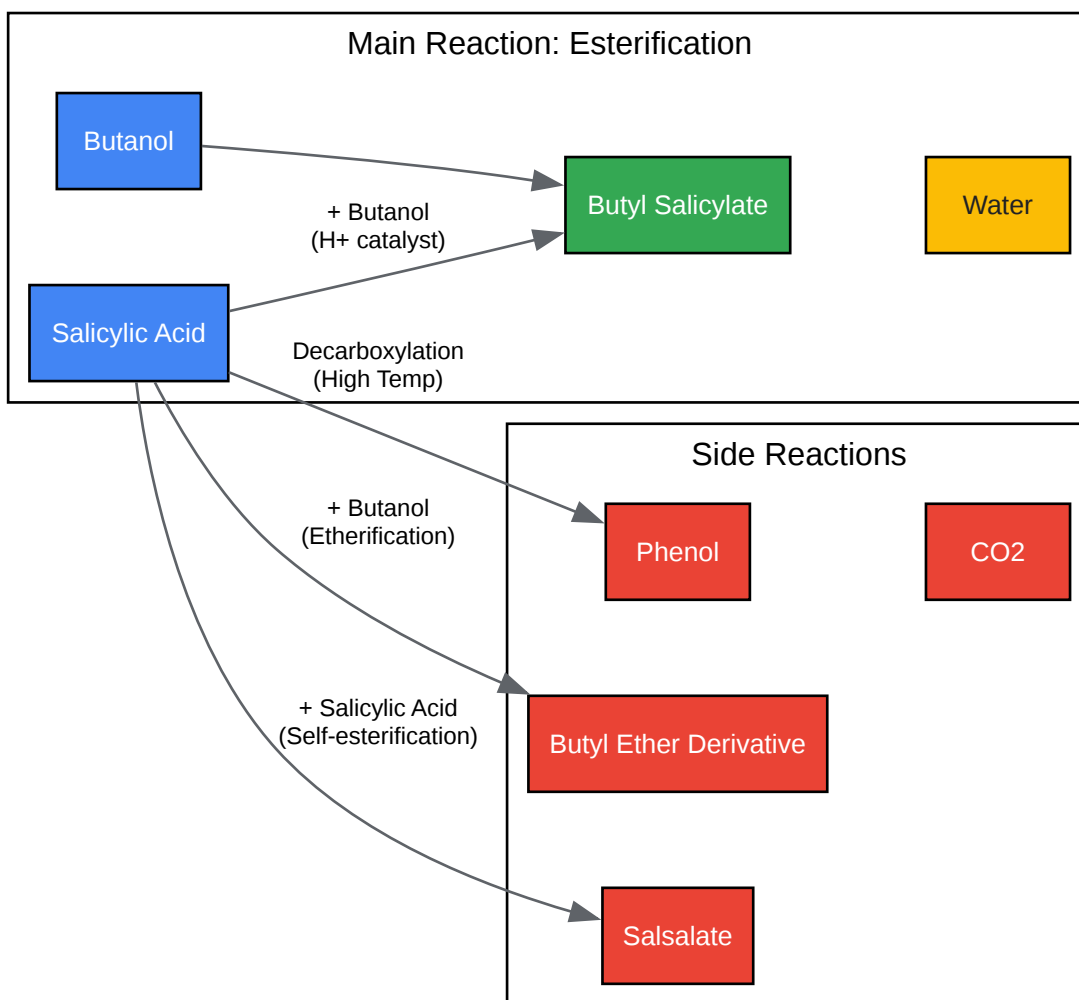 Main Reaction: Esterification
Butanol
Butyl Salicylate
Water
+ Butanol
(H+ catalyst)
Salicylic Acid
Decarboxylation
(High Temp)
Side Reactions
+ Butanol
(Etherification)
Phenol
CO2
+ Salicylic Acid
(Self-esterification)
Butyl Ether Derivative
Salsalate